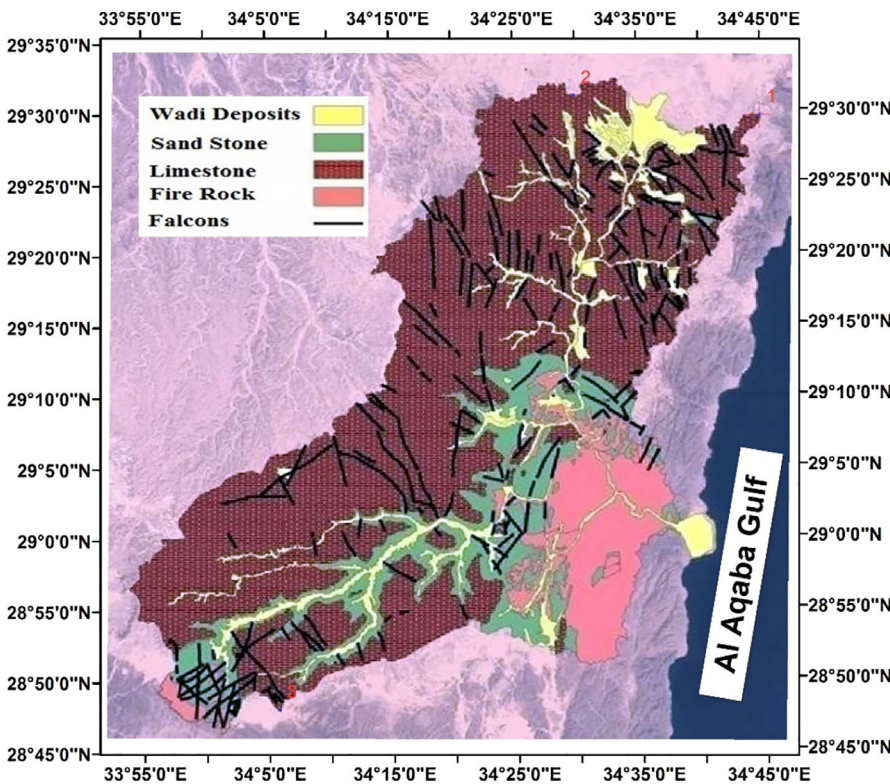 33°55'0"E 34°5'0"E 34°15'0"E 34°25'0"E 34°35'0"E 34°45'0"E
29°35'0"N
29°30'0"N
29°25'0"N
29°20'0"N
29°15'0"N
29°10'0"N
29°5'0"N
29°0'0"N
28°55'0"N
28°50'0"N
28°45'0"N
2
1
Wadi Deposits
Sand Stone
Limestone
Fire Rock
Falcons
Al Aqaba Gulf
3
29°30'0"N
29°25'0"N
29°20'0"N
29°15'0"N
29°10'0"N
29°5'0"N
29°0'0"N
28°55'0"N
28°50'0"N
28°45'0"N
33°55'0"E 34°5'0"E 34°15'0"E 34°25'0"E 34°35'0"E 34°45'0"E